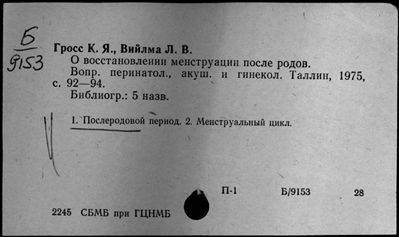 Б
9153
Гросс К. Я., Вийлма Л. В.
О восстановлении менструации после родов.
Вопр. перинатол., акуш. и гинекол. Таллин, 1975,
с. 92—94.
Библиогр.: 5 назв.
1. Послеродовой период. 2. Менструальный цикл.
П-1 Б/9153 28
2245 СБМБ при ГЦНМБ